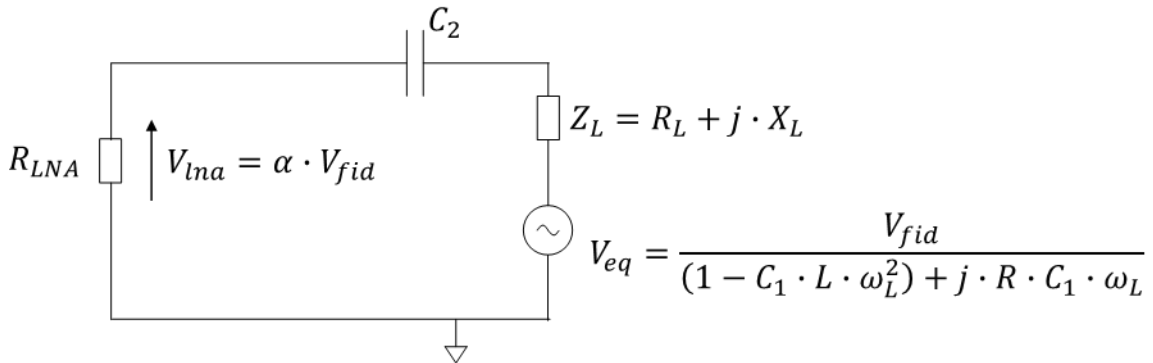 C₂
Z_L = R_L + j · X_L
R_LNA
V_lna = α · V_fid
V_eq = V_fid / ((1 − C₁ · L · ω_L²) + j · R · C₁ · ω_L)